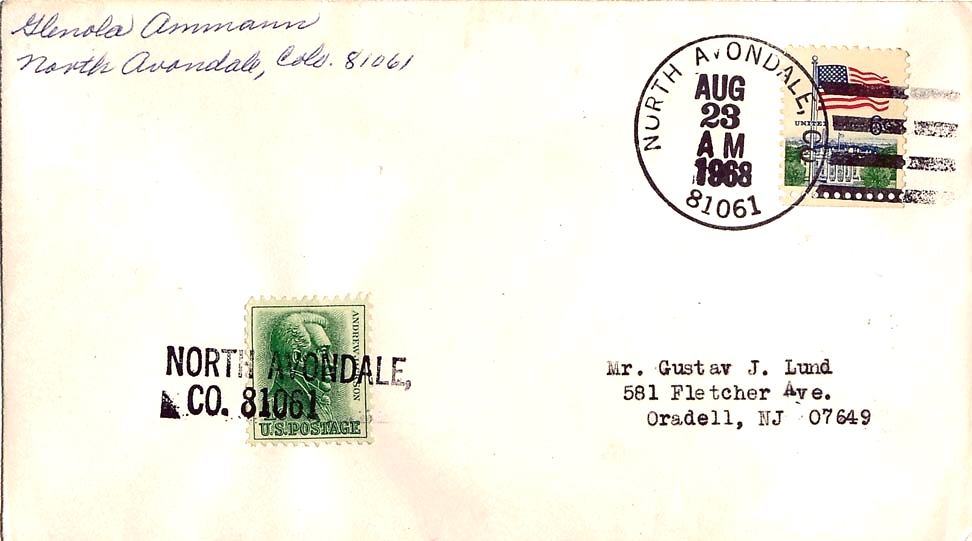 Glenola Ammann
North Avondale, Colo. 81061
NORTH AVONDALE, CO
AUG
23
AM
1968
81061
UNITED
6¢
ANDREW JACKSON
NORTH AVONDALE,
CO. 81061
U.S. POSTAGE
Mr. Gustav J. Lund
581 Fletcher Ave.
Oradell, NJ 07649